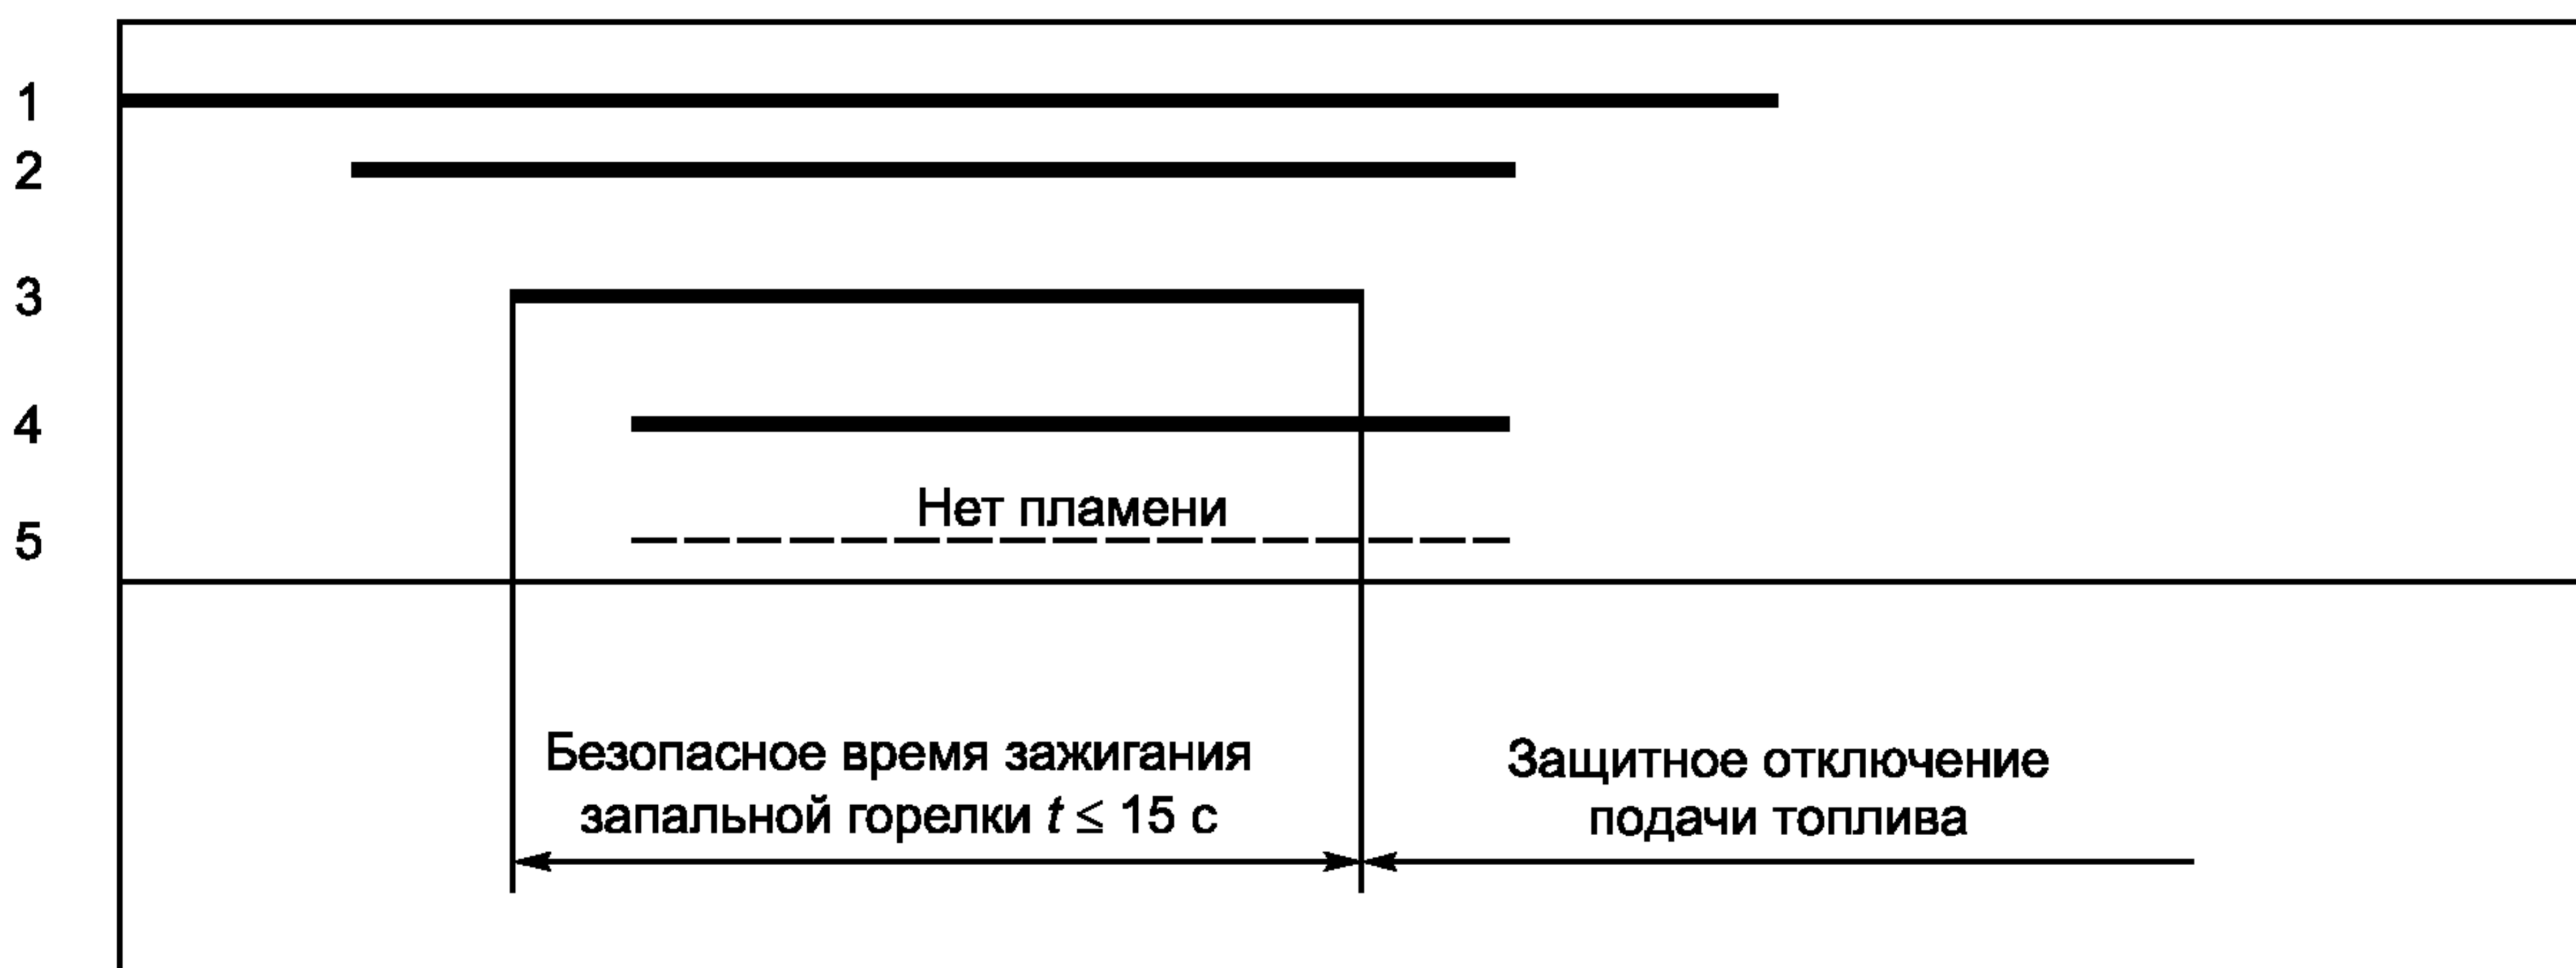 1
2
3
4
Нет пламени
5
Безопасное время зажигания
запальной горелки t ≤ 15 с
Защитное отключение
подачи топлива